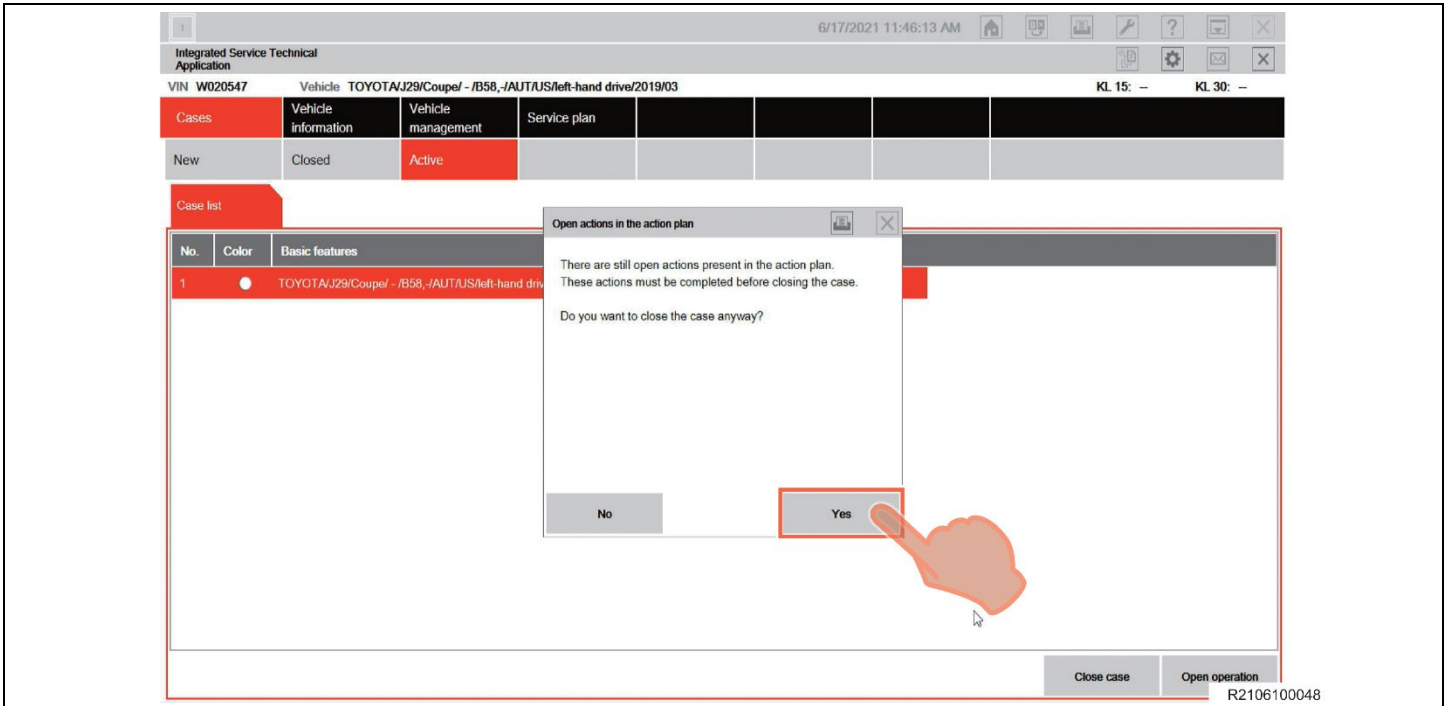 1
6/17/2021 11:46:13 AM
?
Integrated Service Technical
Application
VIN W020547 Vehicle TOYOTA/J29/Coupe/ - /B58,-/AUT/US/left-hand drive/2019/03 KL 15: -- KL 30: --
Cases
Vehicle
information
Vehicle
management
Service plan
New Closed Active
Case list
No. Color Basic features
1 TOYOTA/J29/Coupe/ - /B58,-/AUT/US/left-hand driv
Open actions in the action plan
There are still open actions present in the action plan.
These actions must be completed before closing the case.
Do you want to close the case anyway?
No Yes
Close case Open operation
R2106100048